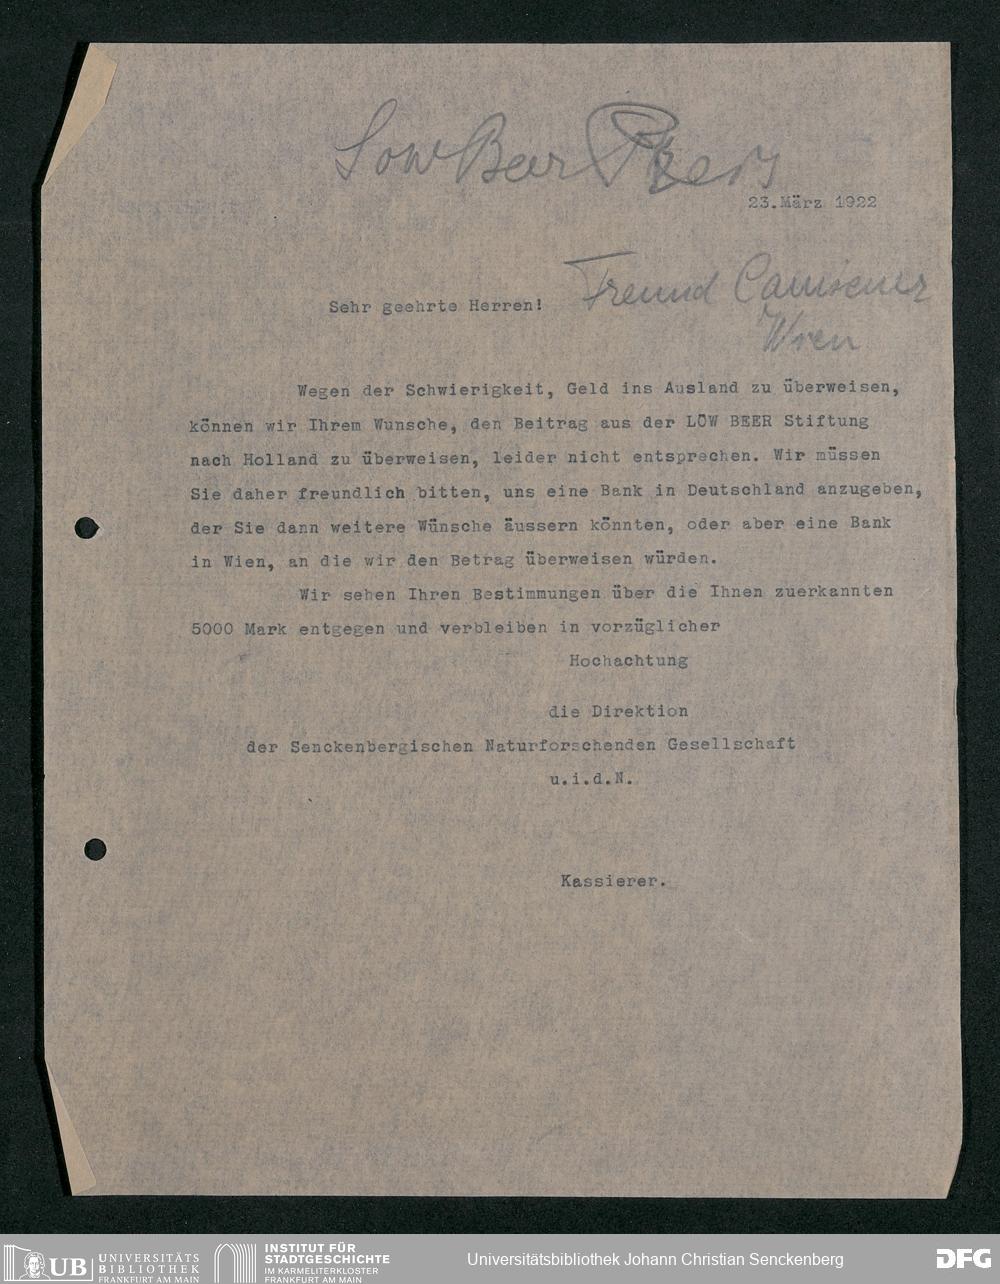 Löw Beer Preis
23.März 1922
Freund
Sehr geehrte Herren!
Wien
Wegen der Schwierigkeit, Geld ins Ausland zu überweisen,
können wir Ihrem Wunsche, den Beitrag aus der LÖW BEER Stiftung
nach Holland zu überweisen, leider nicht entsprechen. Wir müssen
Sie daher freundlich bitten, uns eine Bank in Deutschland anzugeben,
der Sie dann weitere Wünsche äussern könnten, oder aber eine Bank
in Wien, an die wir den Betrag überweisen würden.
Wir sehen Ihren Bestimmungen über die Ihnen zuerkannten
5000 Mark entgegen und verbleiben in vorzüglicher
Hochachtung
die Direktion
der Senckenbergischen Naturforschenden Gesellschaft
u.i.d.N.
Kassierer.
UB UNIVERSITÄTS
BIBLIOTHEK
FRANKFURT AM MAIN
INSTITUT FÜR
STADTGESCHICHTE
IM KARMELITERKLOSTER
FRANKFURT AM MAIN
Universitätsbibliothek Johann Christian Senckenberg
DFG